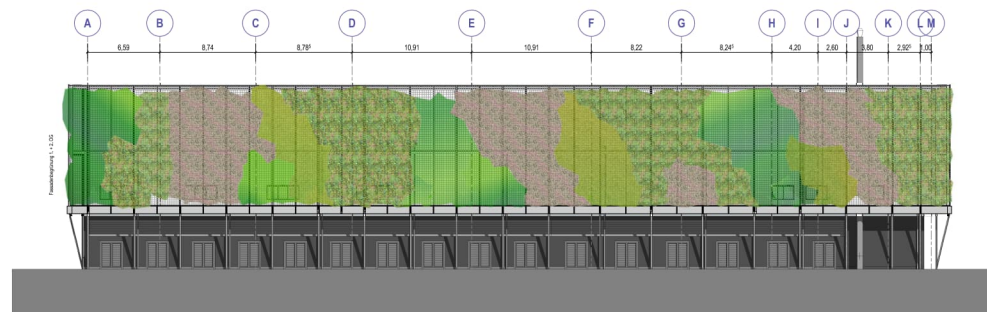 A B C D E F G H I J K L M
6,59 8,74 8,78⁵ 10,91 10,91 8,22 8,24⁵ 4,20 2,60 3,80 2,92⁵ 1,00
Fassadenbegrünung 1. + 2. OG